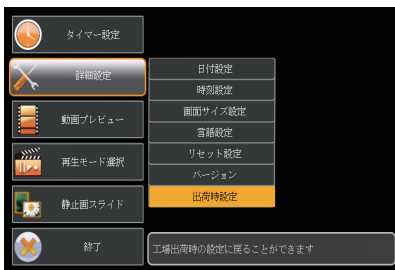 タイマー設定
詳細設定
動画プレビュー
再生モード選択
静止画スライド
終了
日付設定
時刻設定
画面サイズ設定
言語設定
リセット設定
バージョン
出荷時設定
工場出荷時の設定に戻ることができます